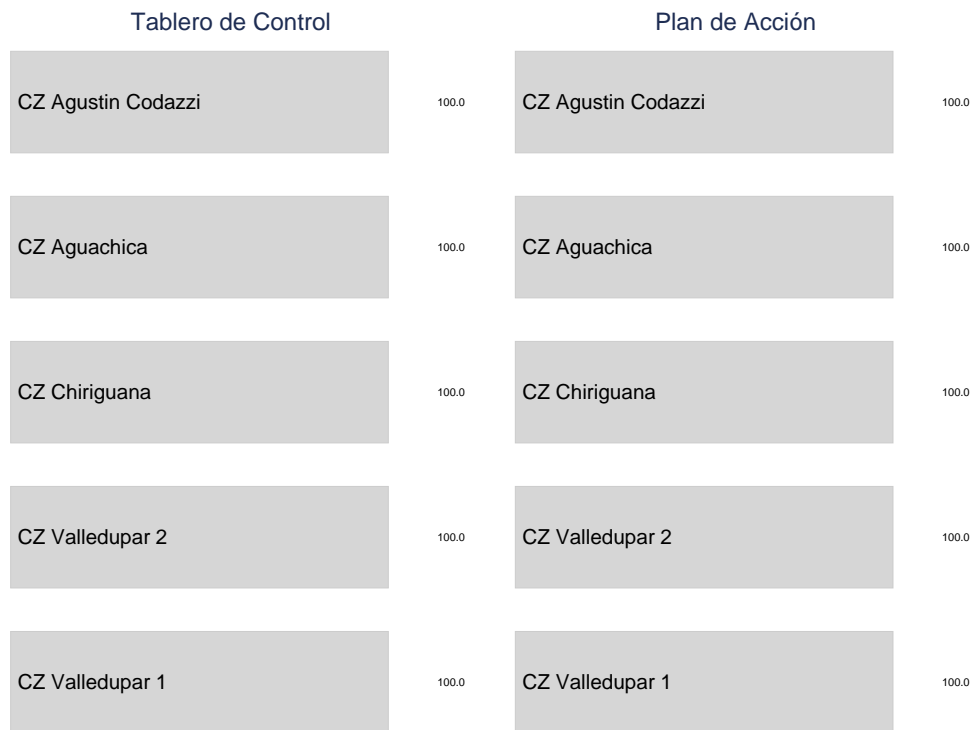 Tablero de Control
CZ Agustin Codazzi 100.0
CZ Aguachica 100.0
CZ Chiriguana 100.0
CZ Valledupar 2 100.0
CZ Valledupar 1 100.0
Plan de Acción
CZ Agustin Codazzi 100.0
CZ Aguachica 100.0
CZ Chiriguana 100.0
CZ Valledupar 2 100.0
CZ Valledupar 1 100.0